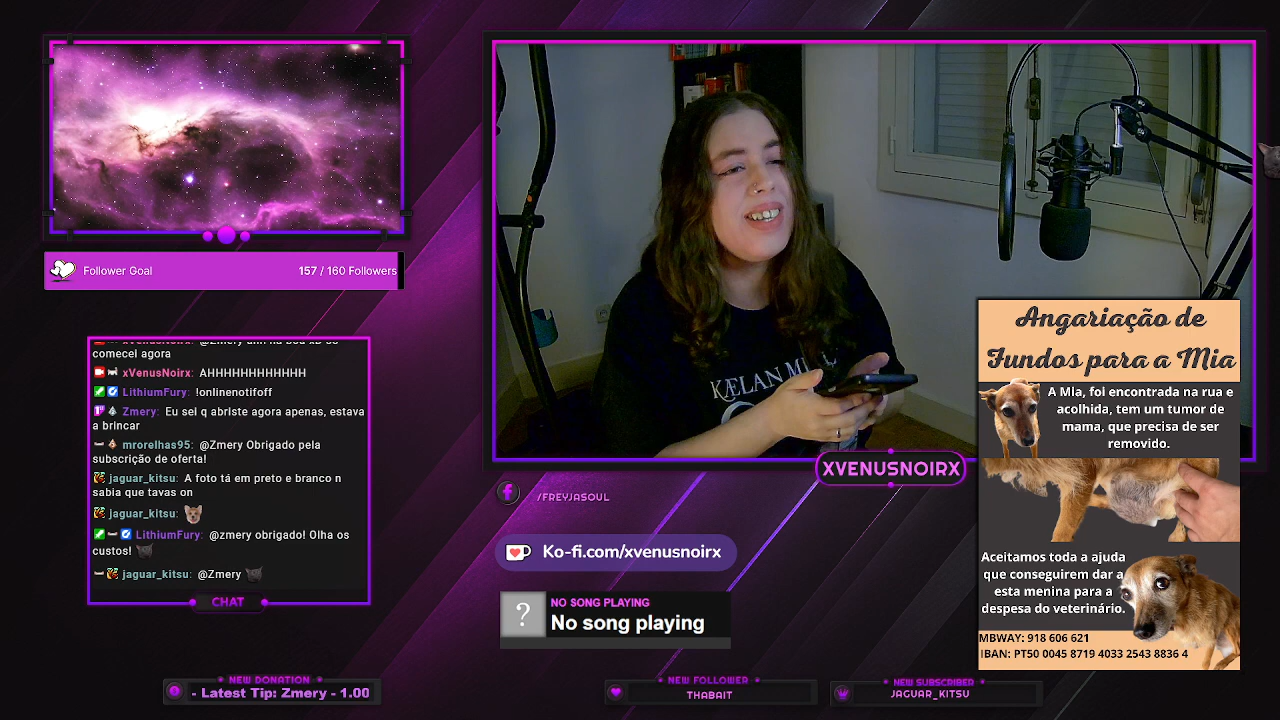 Follower Goal
157 / 160 Followers
comecei agora
xVenusNoirx: AHHHHHHHHHHHH
LithiumFury: !onlinenotifoff
Zmery: Eu sei q abriste agora apenas, estava
a brincar
mrorelhas95: @Zmery Obrigado pela
subscrição de oferta!
jaguar_kitsu: A foto tá em preto e branco n
sabia que tavas on
jaguar_kitsu:
LithiumFury: @zmery obrigado! Olha os
custos!
jaguar_kitsu: @Zmery
CHAT
KÆLAN
XVENUSNOIRX
/FREYJASOUL
Ko-fi.com/xvenusnoirx
?
NO SONG PLAYING
No song playing
Angariação de
Fundos para a Mia
A Mia, foi encontrada na rua e
acolhida, tem um tumor de
mama, que precisa de ser
removido.
Aceitamos toda a ajuda
que conseguirem dar a
esta menina para a
despesa do veterinário.
MBWAY: 918 606 621
IBAN: PT50 0045 8719 4033 2543 8836 4
NEW DONATION
- Latest Tip: Zmery - 1.00
NEW FOLLOWER
THABAIT
NEW SUBSCRIBER
JAGUAR_KITSU